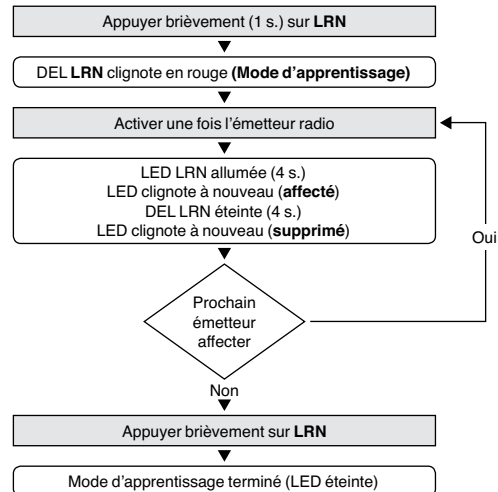 Appuyer brièvement (1 s.) sur LRN
DEL LRN clignote en rouge (Mode d'apprentissage)
Activer une fois l'émetteur radio
LED LRN allumée (4 s.)
LED clignote à nouveau (affecté)
DEL LRN éteinte (4 s.)
LED clignote à nouveau (supprimé)
Oui
Prochain
émetteur
affecter
Non
Appuyer brièvement sur LRN
Mode d'apprentissage terminé (LED éteinte)